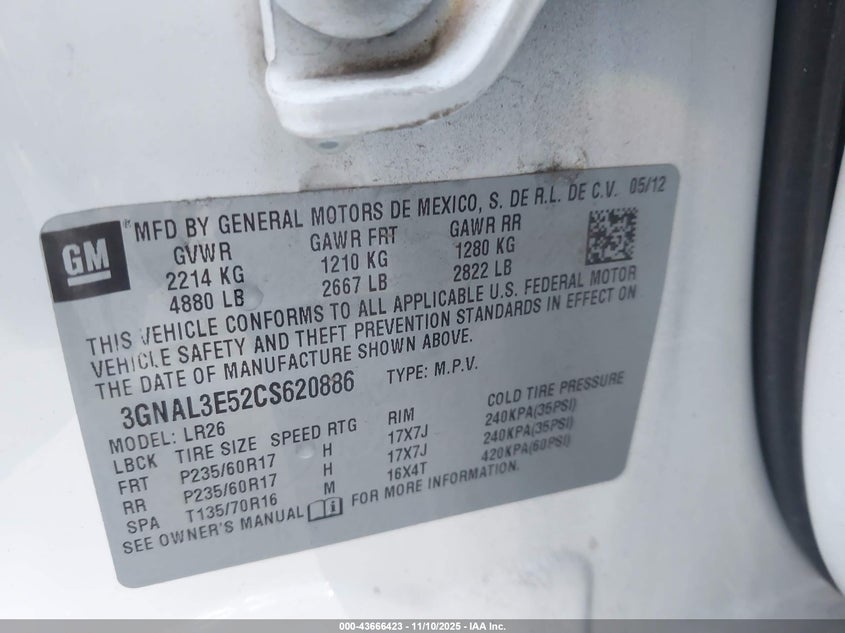 GM
MFD BY GENERAL MOTORS DE MEXICO, S. DE R.L. DE C.V. 05/12
GVWR GAWR FRT GAWR RR
2214 KG 1210 KG 1280 KG
4880 LB 2667 LB 2822 LB
THIS VEHICLE CONFORMS TO ALL APPLICABLE U.S. FEDERAL MOTOR
VEHICLE SAFETY AND THEFT PREVENTION STANDARDS IN EFFECT ON
THE DATE OF MANUFACTURE SHOWN ABOVE.
3GNAL3E52CS620886 TYPE: M.P.V.
MODEL: LR26
LBCK TIRE SIZE SPEED RTG RIM COLD TIRE PRESSURE
FRT P235/60R17 H 17X7J 240KPA(35PSI)
RR P235/60R17 H 17X7J 240KPA(35PSI)
SPA T135/70R16 M 16X4T 420KPA(60PSI)
SEE OWNER'S MANUAL FOR MORE INFORMATION.
000-43666423 - 11/10/2025 - IAA Inc.